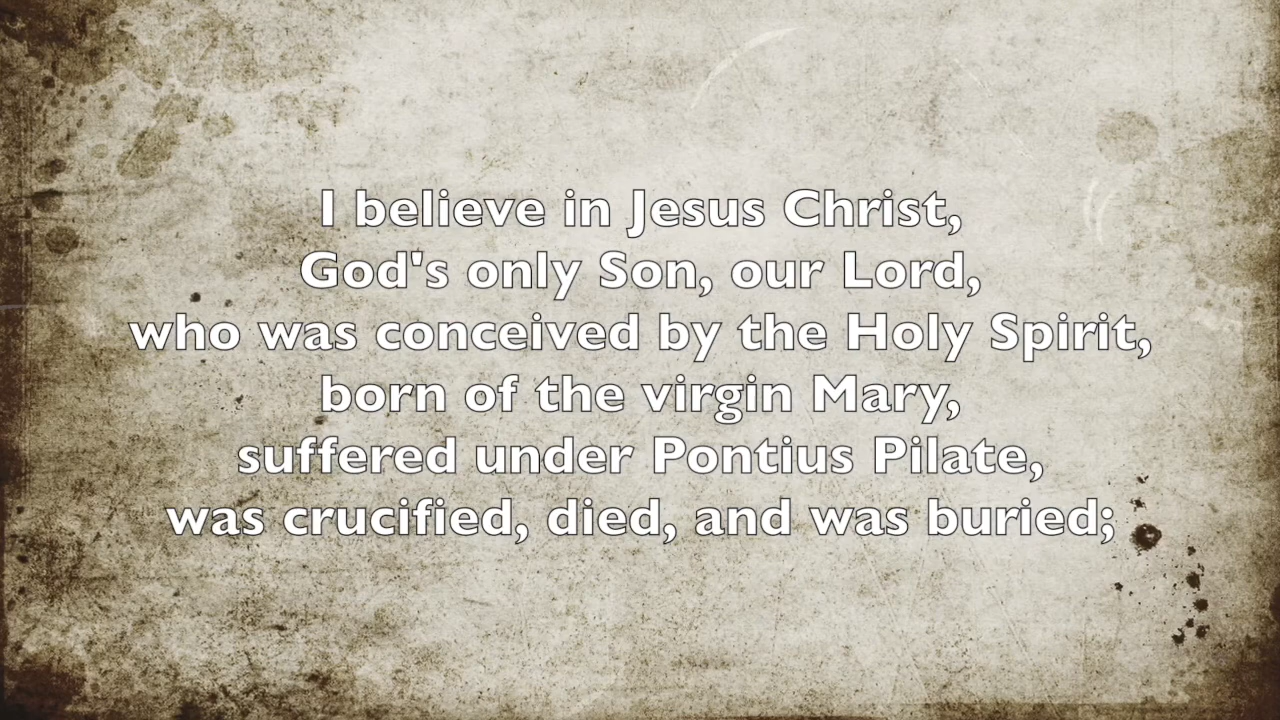 I believe in Jesus Christ,
God's only Son, our Lord,
who was conceived by the Holy Spirit,
born of the virgin Mary,
suffered under Pontius Pilate,
was crucified, died, and was buried;